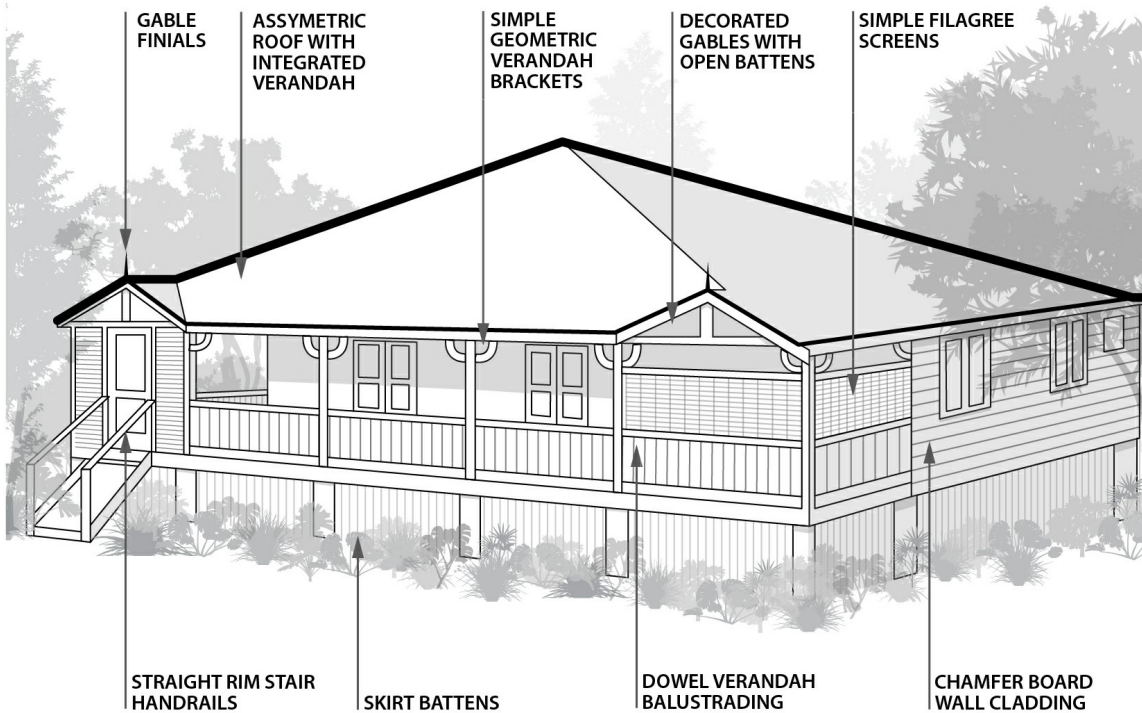 GABLE
FINIALS
ASSYMETRIC
ROOF WITH
INTEGRATED
VERANDAH
SIMPLE
GEOMETRIC
VERANDAH
BRACKETS
DECORATED
GABLES WITH
OPEN BATTENS
SIMPLE FILAGREE
SCREENS
STRAIGHT RIM STAIR
HANDRAILS
SKIRT BATTENS
DOWEL VERANDAH
BALUSTRADING
CHAMFER BOARD
WALL CLADDING